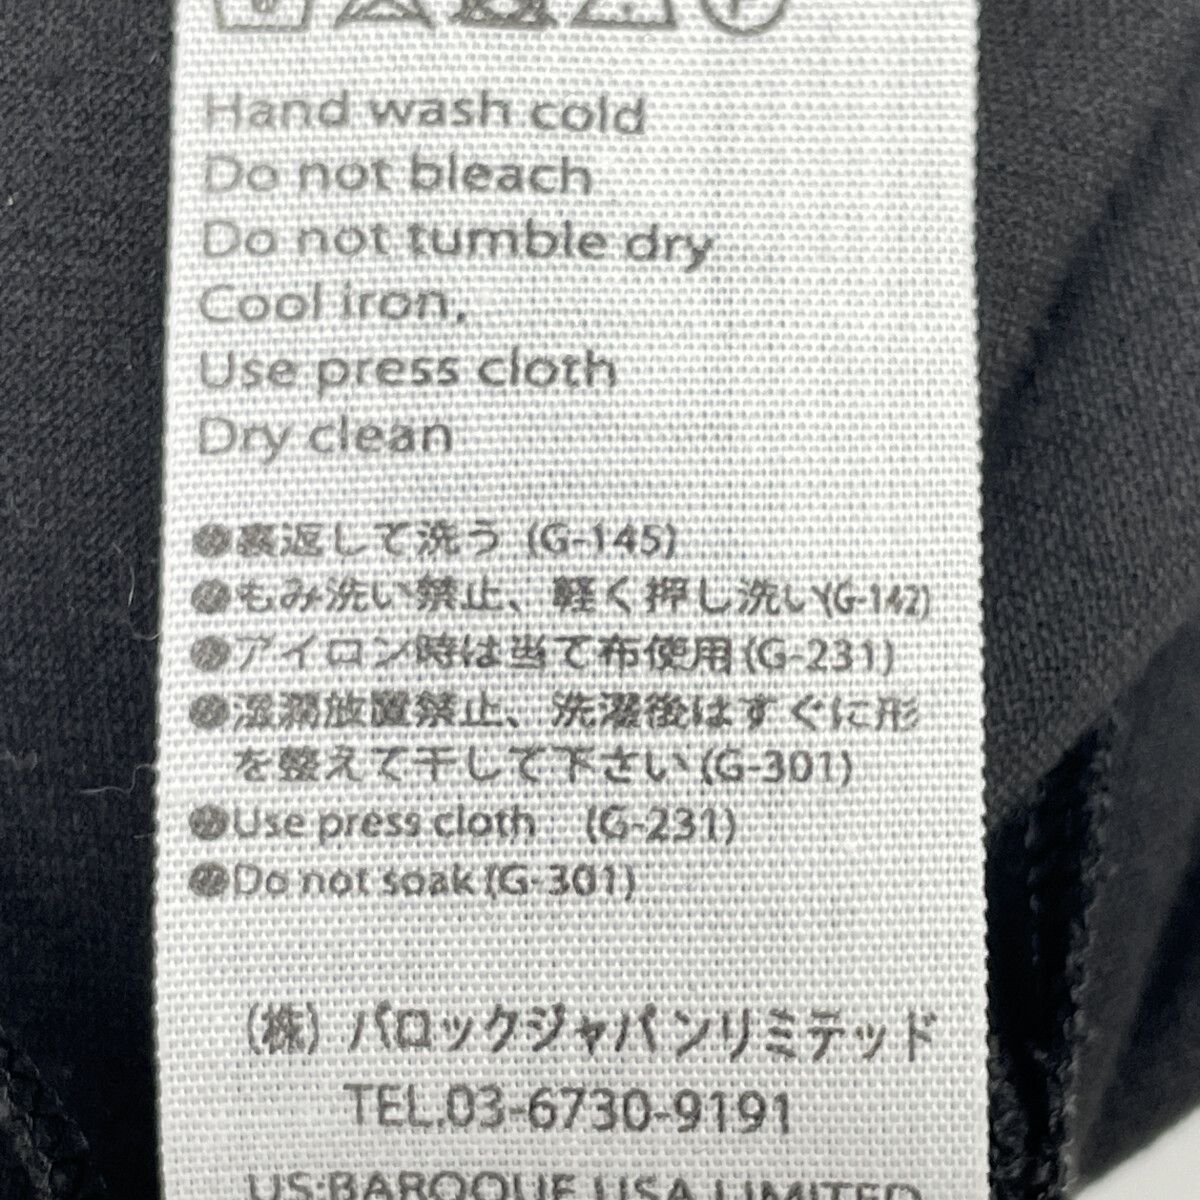 Hand wash cold
Do not bleach
Do not tumble dry
Cool iron.
Use press cloth
Dry clean
●裏返して洗う (G-145)
●もみ洗い禁止、軽く押し洗い(G-142)
●アイロン時は当て布使用(G-231)
●湿潤放置禁止、洗濯後はすぐに形
を整えて干して下さい(G-301)
●Use press cloth (G-231)
●Do not soak(G-301)
(株) バロックジャパンリミテッド
TEL.03-6730-9191
US:BAROQUE USA LIMITED